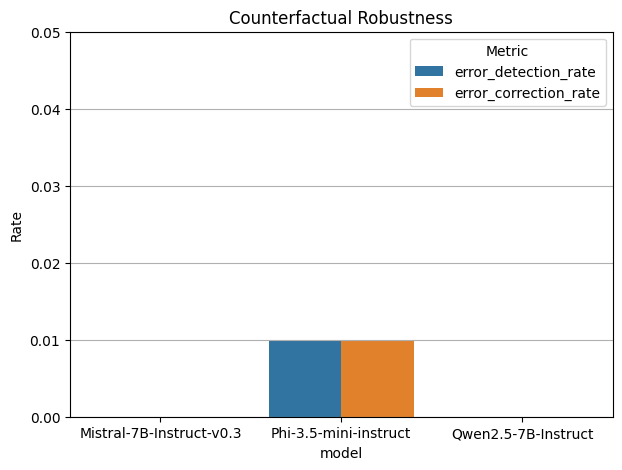 Counterfactual Robustness
Metric
error_detection_rate
error_correction_rate
Rate
0.05
0.04
0.03
0.02
0.01
0.00
Mistral-7B-Instruct-v0.3
Phi-3.5-mini-instruct
Qwen2.5-7B-Instruct
model